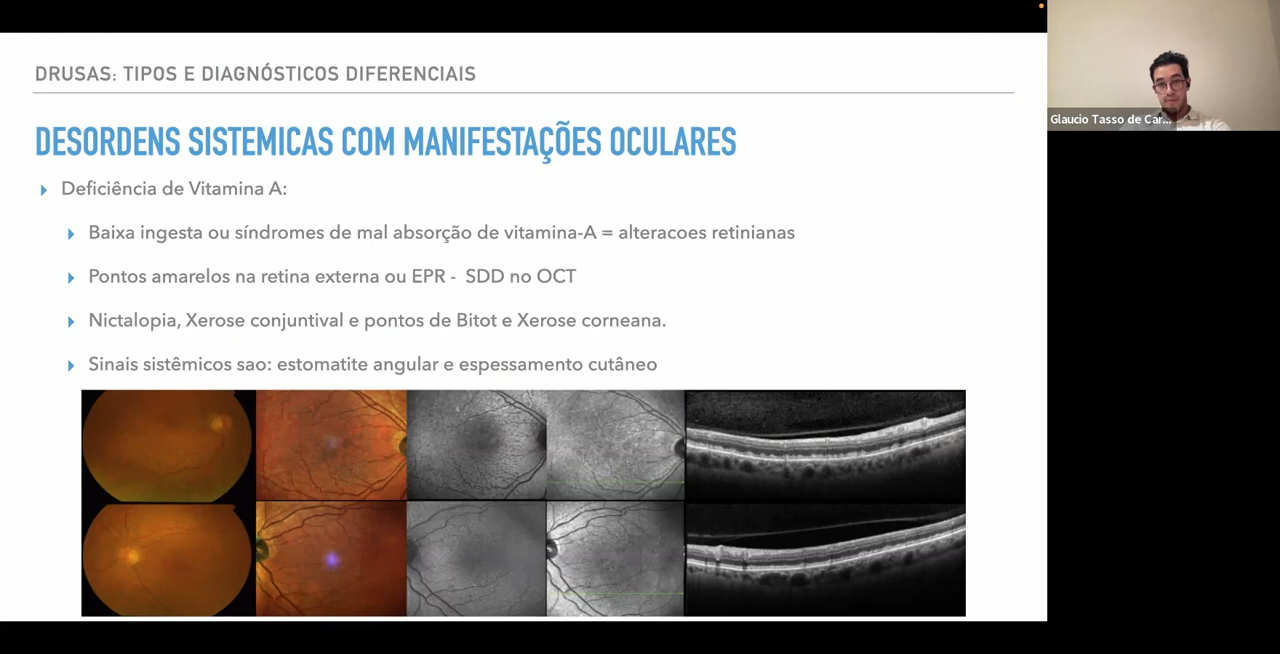 DRUSAS: TIPOS E DIAGNÓSTICOS DIFERENCIAIS
DESORDENS SISTEMICAS COM MANIFESTAÇÕES OCULARES
Deficiência de Vitamina A:
Baixa ingesta ou síndromes de mal absorção de vitamina-A = alteracoes retinianas
Pontos amarelos na retina externa ou EPR - SDD no OCT
Nictalopia, Xerose conjuntival e pontos de Bitot e Xerose corneana.
Sinais sistêmicos sao: estomatite angular e espessamento cutâneo
Glaucio Tasso de Car...